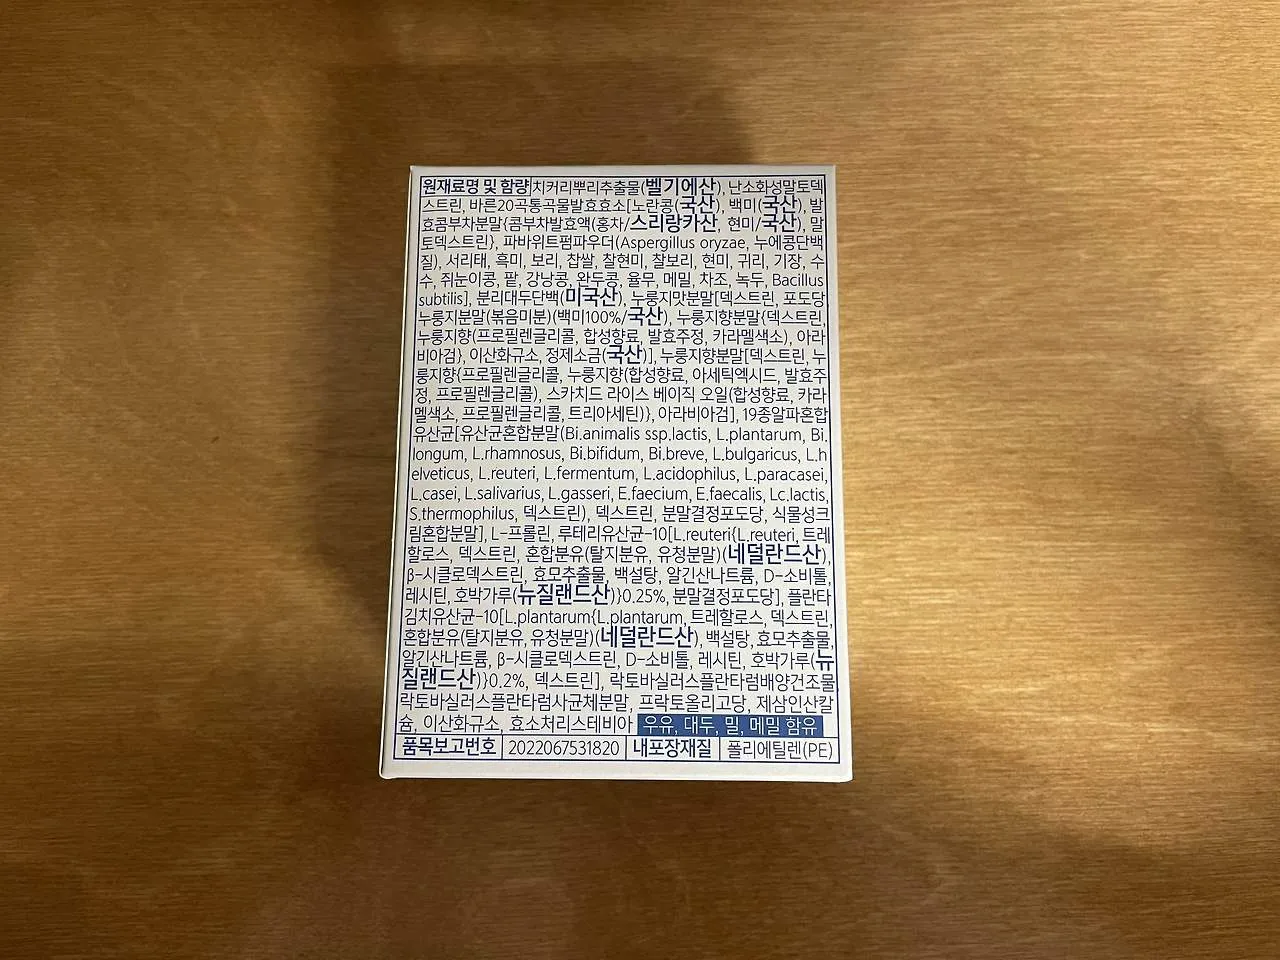 원재료명 및 함량 치커리뿌리추출물(벨기에산), 난소화성말토덱
스트린, 바른20곡통곡물발효효소[노란콩(국산), 백미(국산), 발
효콤부차분말{콤부차발효액(홍차/스리랑카산, 현미/국산), 말
토덱스트린}, 파바위트펌파우더(Aspergillus oryzae, 누에콩단백
질), 서리태, 흑미, 보리, 찹쌀, 찰현미, 찰보리, 현미, 귀리, 기장, 수
수, 쥐눈이콩, 팥, 강낭콩, 완두콩, 율무, 메밀, 차조, 녹두, Bacillus
subtilis], 분리대두단백(미국산), 누룽지맛분말[덱스트린, 포도당
누룽지분말(볶음미분)(백미100%/국산), 누룽지향분말{덱스트린,
누룽지향(프로필렌글리콜, 합성향료, 발효주정, 카라멜색소), 아라
비아검}, 이산화규소, 정제소금(국산)], 누룽지향분말[덱스트린, 누
룽지향{프로필렌글리콜, 누룽지향(합성향료, 아세틱엑시드, 발효주
정, 프로필렌글리콜), 스카치드 라이스 베이직 오일(합성향료, 카라
멜색소, 프로필렌글리콜, 트리아세틴)}, 아라비아검], 19종알파혼합
유산균[유산균혼합분말(Bi.animalis ssp.lactis, L.plantarum, Bi.
longum, L.rhamnosus, Bi.bifidum, Bi.breve, L.bulgaricus, L.h
elveticus, L.reuteri, L.fermentum, L.acidophilus, L.paracasei,
L.casei, L.salivarius, L.gasseri, E.faecium, E.faecalis, Lc.lactis,
S.thermophilus, 덱스트린), 덱스트린, 분말결정포도당, 식물성크
림혼합분말], L-프롤린, 루테리유산균-10[L.reuteri{L.reuteri, 트레
할로스, 덱스트린, 혼합분유(탈지분유, 유청분말)(네덜란드산),
β-시클로덱스트린, 효모추출물, 백설탕, 알긴산나트륨, D-소비톨,
레시틴, 호박가루(뉴질랜드산)}0.25%, 분말결정포도당], 플란타
김치유산균-10[L.plantarum{L.plantarum, 트레할로스, 덱스트린,
혼합분유(탈지분유, 유청분말)(네덜란드산), 백설탕, 효모추출물,
알긴산나트륨, β-시클로덱스트린, D-소비톨, 레시틴, 호박가루(뉴
질랜드산)}0.2%, 덱스트린], 락토바실러스플란타럼배양건조물
락토바실러스플란타럼사균체분말, 프락토올리고당, 제삼인산칼
슘, 이산화규소, 효소처리스테비아 우유, 대두, 밀, 메밀 함유
품목보고번호 2022067531820 내포장재질 폴리에틸렌(PE)